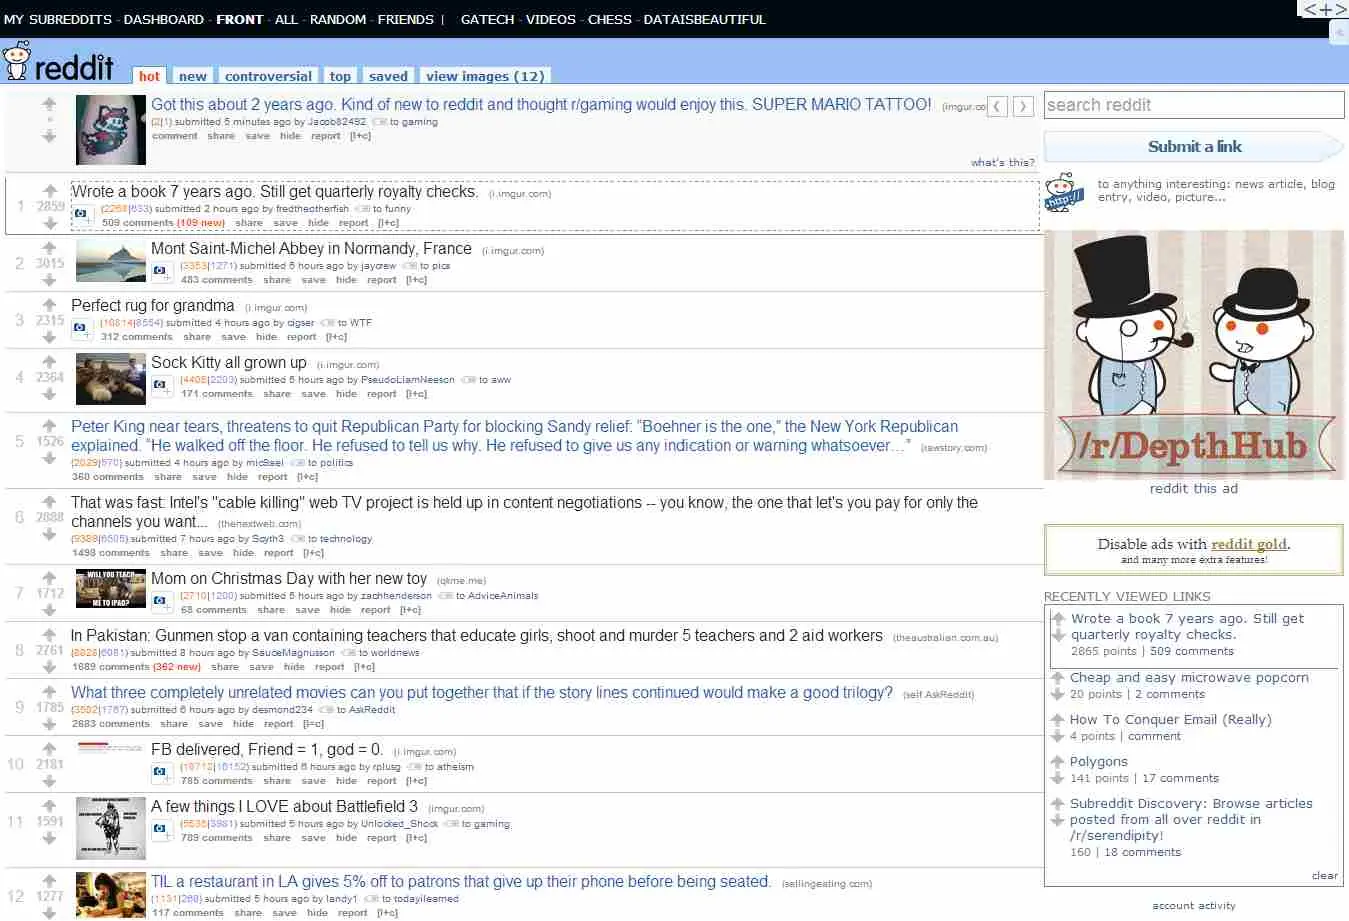 MY SUBREDDITS - DASHBOARD - FRONT - ALL - RANDOM - FRIENDS | GATECH - VIDEOS - CHESS - DATAISBEAUTIFUL
<+>
reddit hot new controversial top saved view images (12)
Got this about 2 years ago. Kind of new to reddit and thought r/gaming would enjoy this. SUPER MARIO TATTOO! (imgur.co
(2|1) submitted 5 minutes ago by Jacob82492 to gaming
comment share save hide report [l+c]
what's this?
1 2859 Wrote a book 7 years ago. Still get quarterly royalty checks. (i.imgur.com)
submitted 2 hours ago by fredtheotherfish to funny
509 comments (109 new) share save hide report [l+c]
2 3015 Mont Saint-Michel Abbey in Normandy, France (i.imgur.com)
(3353|1271) submitted 6 hours ago by jaycrew to pics
483 comments share save hide report [l+c]
3 2315 Perfect rug for grandma (i.imgur.com)
submitted 4 hours ago by cigser to WTF
312 comments share save hide report [l+c]
4 2364 Sock Kitty all grown up (i.imgur.com)
submitted 5 hours ago by PseudoLiamNeeson to aww
171 comments share save hide report [l+c]
5 1526 Peter King near tears, threatens to quit Republican Party for blocking Sandy relief: “Boehner is the one,” the New York Republican
explained. “He walked off the floor. He refused to tell us why. He refused to give us any indication or warning whatsoever…” (rawstory.com)
submitted 4 hours ago by to politics
360 comments share save hide report [l+c]
6 2888 That was fast: Intel's "cable killing" web TV project is held up in content negotiations -- you know, the one that let's you pay for only the
channels you want... (thenextweb.com)
submitted 7 hours ago by Scyth3 to technology
1498 comments share save hide report [l+c]
WILL YOU TEACH
ME TO IPAD?
7 1712 Mom on Christmas Day with her new toy (qkme.me)
submitted 5 hours ago by zachhenderson to AdviceAnimals
68 comments share save hide report [l+c]
8 2761 In Pakistan: Gunmen stop a van containing teachers that educate girls, shoot and murder 5 teachers and 2 aid workers (theaustralian.com.au)
submitted 8 hours ago by SauceMagnusson to worldnews
1689 comments (362 new) share save hide report [l+c]
9 1785 What three completely unrelated movies can you put together that if the story lines continued would make a good trilogy? (self.AskReddit)
submitted 6 hours ago by desmond234 to AskReddit
2683 comments share save hide report [l=c]
10 2181 FB delivered, Friend = 1, god = 0. (i.imgur.com)
submitted 8 hours ago by rplusg to atheism
785 comments share save hide report [l+c]
11 1591 A few things I LOVE about Battlefield 3 (imgur.com)
submitted 5 hours ago by Unlocked_Shock to gaming
789 comments share save hide report [l+c]
12 1277 TIL a restaurant in LA gives 5% off to patrons that give up their phone before being seated. (sellingeating.com)
submitted 5 hours ago by landy1 to todayilearned
117 comments share save hide report [l+c]
search reddit
Submit a link
http://
to anything interesting: news article, blog
entry, video, picture...
/r/DepthHub
reddit this ad
Disable ads with reddit gold.
and many more extra features!
RECENTLY VIEWED LINKS
Wrote a book 7 years ago. Still get
quarterly royalty checks.
2865 points | 509 comments
Cheap and easy microwave popcorn
20 points | 2 comments
How To Conquer Email (Really)
4 points | comment
Polygons
141 points | 17 comments
Subreddit Discovery: Browse articles
posted from all over reddit in
/r/serendipity!
160 | 18 comments
clear
account activity